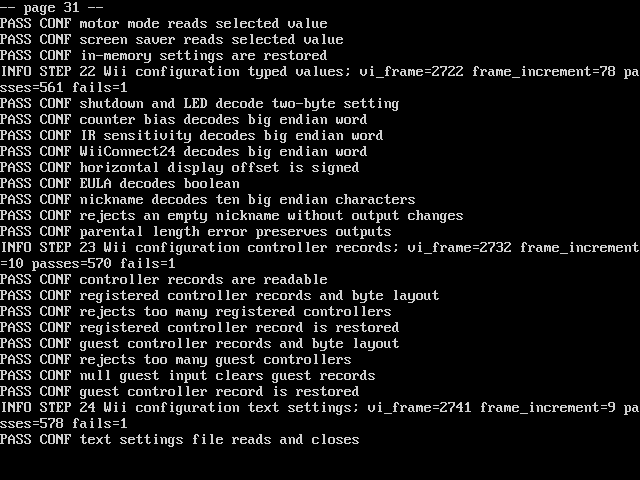 -- page 31 --
PASS CONF motor mode reads selected value
PASS CONF screen saver reads selected value
PASS CONF in-memory settings are restored
INFO STEP 22 Wii configuration typed values; vi_frame=2722 frame_increment=78 pa
sses=561 fails=1
PASS CONF shutdown and LED decode two-byte setting
PASS CONF counter bias decodes big endian word
PASS CONF IR sensitivity decodes big endian word
PASS CONF WiiConnect24 decodes big endian word
PASS CONF horizontal display offset is signed
PASS CONF EULA decodes boolean
PASS CONF nickname decodes ten big endian characters
PASS CONF rejects an empty nickname without output changes
PASS CONF parental length error preserves outputs
INFO STEP 23 Wii configuration controller records; vi_frame=2732 frame_increment
=10 passes=570 fails=1
PASS CONF controller records are readable
PASS CONF registered controller records and byte layout
PASS CONF rejects too many registered controllers
PASS CONF registered controller record is restored
PASS CONF guest controller records and byte layout
PASS CONF rejects too many guest controllers
PASS CONF null guest input clears guest records
PASS CONF guest controller record is restored
INFO STEP 24 Wii configuration text settings; vi_frame=2741 frame_increment=9 pa
sses=578 fails=1
PASS CONF text settings file reads and closes